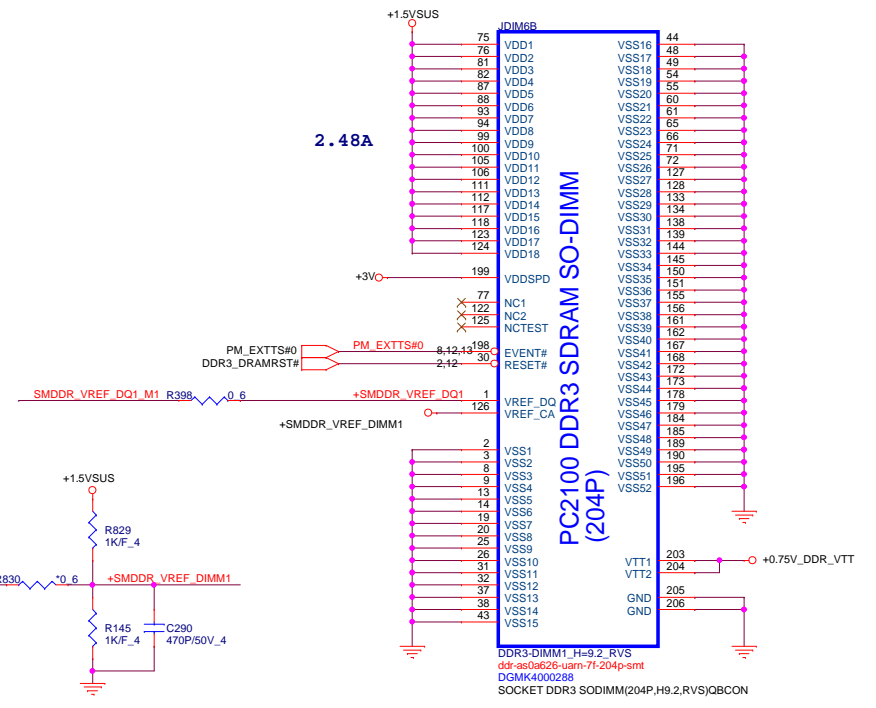 +1.5VSUS
JDIM6B
2.48A
75 VDD1
76 VDD2
81 VDD3
82 VDD4
87 VDD5
88 VDD6
93 VDD7
94 VDD8
99 VDD9
100 VDD10
105 VDD11
106 VDD12
111 VDD13
112 VDD14
117 VDD15
118 VDD16
123 VDD17
124 VDD18
+3V 199 VDDSPD
77 NC1
122 NC2
125 NCTEST
PM_EXTTS#0 PM_EXTTS#0 8,12,13 198 EVENT#
DDR3_DRAMRST# 2,12 30 RESET#
SMDDR_VREF_DQ1_M1 R398 0_6 +SMDDR_VREF_DQ1 1 VREF_DQ
126 VREF_CA
+SMDDR_VREF_DIMM1
2 VSS1
3 VSS2
8 VSS3
9 VSS4
13 VSS5
14 VSS6
19 VSS7
20 VSS8
25 VSS9
26 VSS10
31 VSS11
32 VSS12
37 VSS13
38 VSS14
43 VSS15
PC2100 DDR3 SDRAM SO-DIMM
(204P)
VSS16 44
VSS17 48
VSS18 49
VSS19 54
VSS20 55
VSS21 60
VSS22 61
VSS23 65
VSS24 66
VSS25 71
VSS26 72
VSS27 127
VSS28 128
VSS29 133
VSS30 134
VSS31 138
VSS32 139
VSS33 144
VSS34 145
VSS35 150
VSS36 151
VSS37 155
VSS38 156
VSS39 161
VSS40 162
VSS41 167
VSS42 168
VSS43 172
VSS44 173
VSS45 178
VSS46 179
VSS47 184
VSS48 185
VSS49 189
VSS50 190
VSS51 195
VSS52 196
VTT1 203 +0.75V_DDR_VTT
VTT2 204
GND 205
GND 206
+1.5VSUS
R829
1K/F_4
R830 *0_6 +SMDDR_VREF_DIMM1
R145
1K/F_4
C290
470P/50V_4
DDR3-DIMM1_H=9.2_RVS
ddr-as0a626-uarn-7f-204p-smt
DGMK4000288
SOCKET DDR3 SODIMM(204P,H9.2,RVS)QBCON